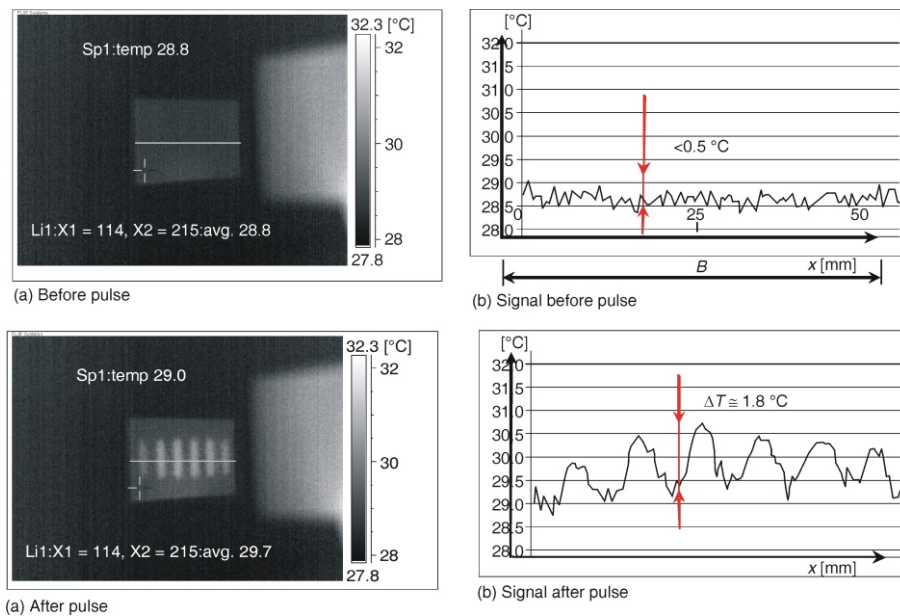 FLIR Systems
32.3 [°C]
Sp1:temp 28.8
32
30
28
27.8
Li1:X1 = 114, X2 = 215:avg. 28.8
(a) Before pulse
[°C]
32.0
31.5
31.0
30.5
30.0
29.5
29.0
28.5
28.0
<0.5 °C
0
25
50
B
x [mm]
(b) Signal before pulse
FLIR Systems
32.3 [°C]
Sp1:temp 29.0
32
30
28
27.8
Li1:X1 = 114, X2 = 215:avg. 29.7
(a) After pulse
[°C]
32.0
31.5
31.0
30.5
30.0
29.5
29.0
28.5
28.0
ΔT ≅ 1.8 °C
x [mm]
(b) Signal after pulse